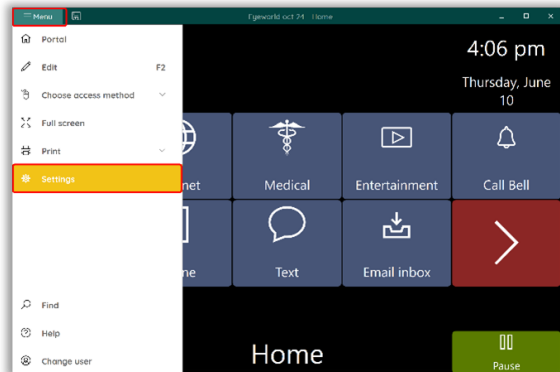 Menu
Eyeworld oct 24 - Home
Portal
Edit F2
Choose access method
Full screen
Print
Settings
Find
Help
Change user
4:06 pm
Thursday, June
10
net
Medical
Entertainment
Call Bell
ne
Text
Email inbox
Home
Pause